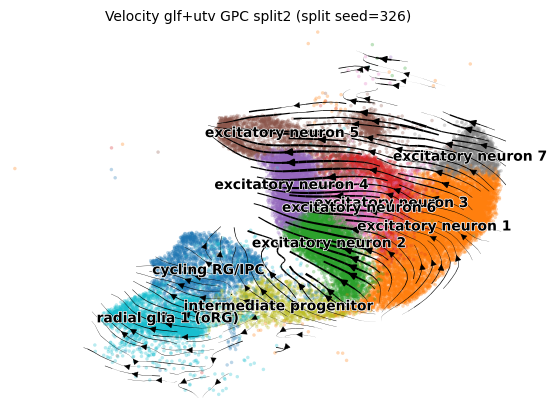 Velocity glf+utv GPC split2 (split seed=326)
excitatory neuron 5
excitatory neuron 7
excitatory neuron 4
excitatory neuron 3
excitatory neuron 6
excitatory neuron 1
excitatory neuron 2
cycling RG/IPC
intermediate progenitor
radial glia 1 (oRG)